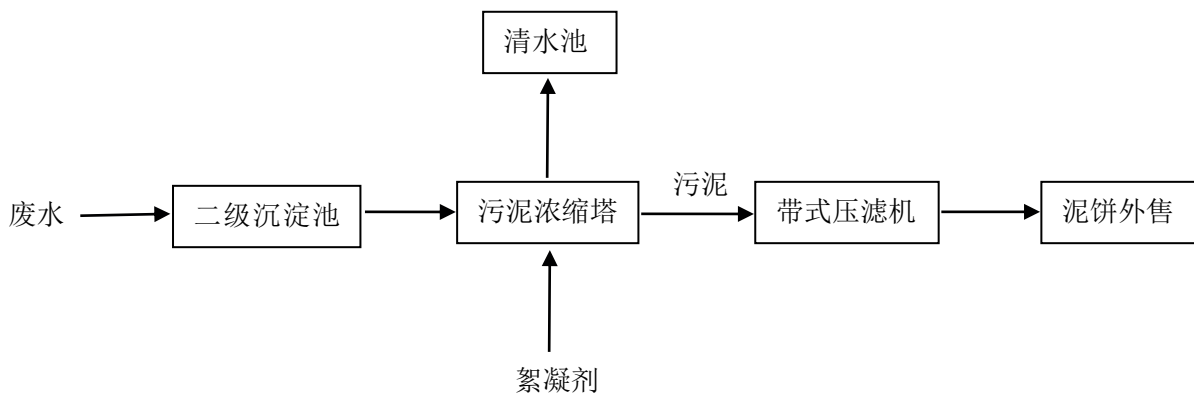 清水池
废水
二级沉淀池
污泥浓缩塔
污泥
带式压滤机
泥饼外售
絮凝剂